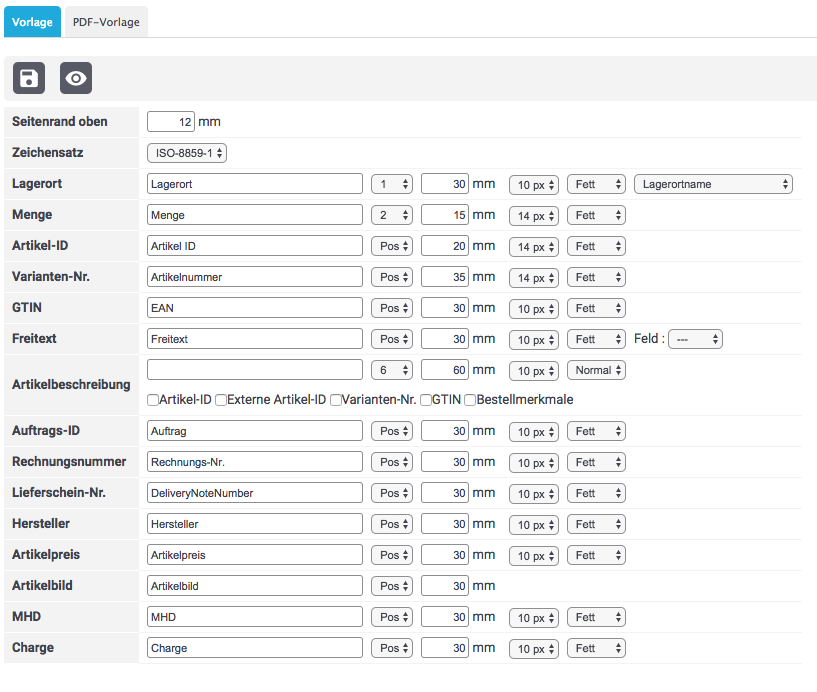 Vorlage PDF-Vorlage
Seitenrand oben 12 mm
Zeichensatz ISO-8859-1
Lagerort Lagerort 1 30 mm 10 px Fett Lagerortname
Menge Menge 2 15 mm 14 px Fett
Artikel-ID Artikel ID Pos 20 mm 14 px Fett
Varianten-Nr. Artikelnummer Pos 35 mm 14 px Fett
GTIN EAN Pos 30 mm 10 px Fett
Freitext Freitext Pos 30 mm 10 px Fett Feld : ---
Artikelbeschreibung 6 60 mm 10 px Normal
Artikel-ID Externe Artikel-ID Varianten-Nr. GTIN Bestellmerkmale
Auftrags-ID Auftrag Pos 30 mm 10 px Fett
Rechnungsnummer Rechnungs-Nr. Pos 30 mm 10 px Fett
Lieferschein-Nr. DeliveryNoteNumber Pos 30 mm 10 px Fett
Hersteller Hersteller Pos 30 mm 10 px Fett
Artikelpreis Artikelpreis Pos 30 mm 10 px Fett
Artikelbild Artikelbild Pos 30 mm
MHD MHD Pos 30 mm 10 px Fett
Charge Charge Pos 30 mm 10 px Fett